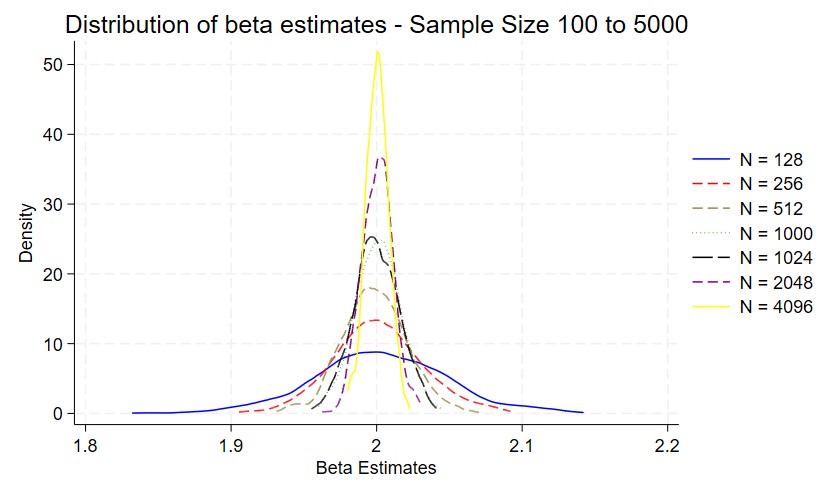 Distribution of beta estimates - Sample Size 100 to 5000
50
40
30
20
10
0
Density
1.8 1.9 2 2.1 2.2
Beta Estimates
N = 128
N = 256
N = 512
N = 1000
N = 1024
N = 2048
N = 4096